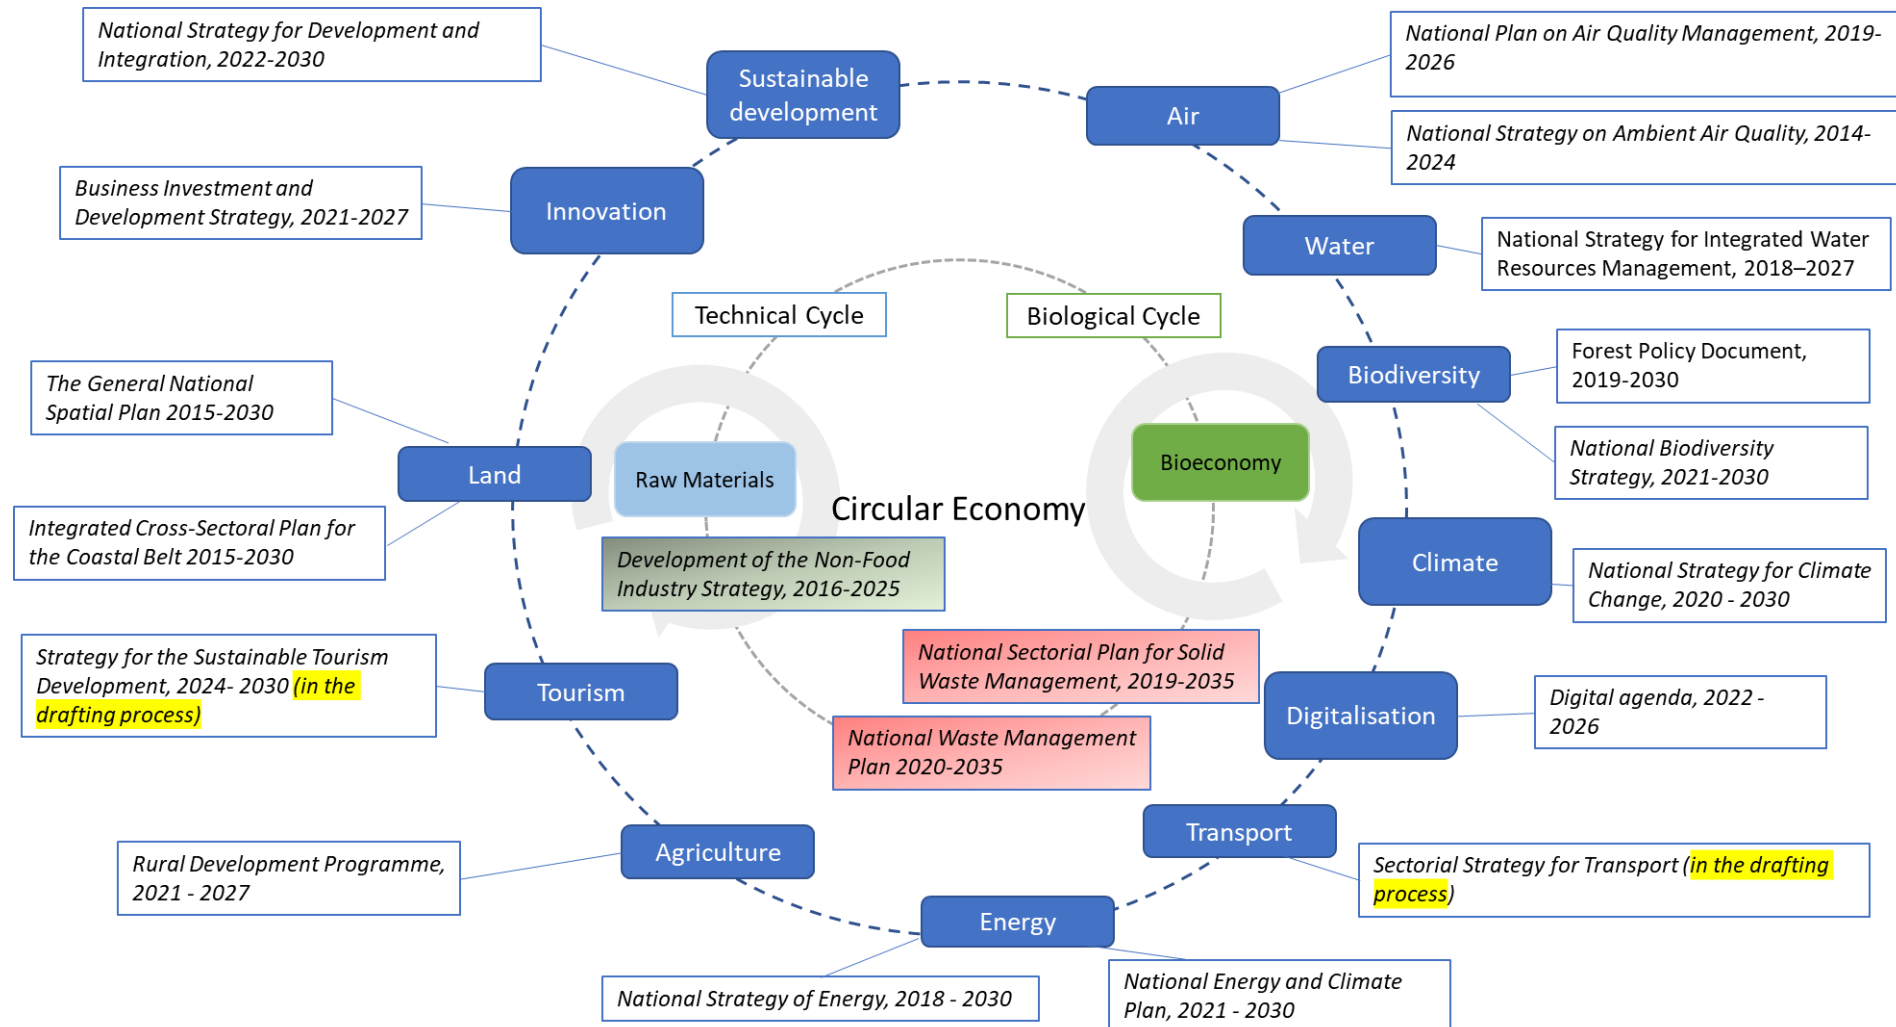 National Strategy for Development and
Integration, 2022-2030
Sustainable
development
National Plan on Air Quality Management, 2019-
2026
Air
National Strategy on Ambient Air Quality, 2014-
2024
Business Investment and
Development Strategy, 2021-2027
Innovation
Water
National Strategy for Integrated Water
Resources Management, 2018–2027
Technical Cycle
Biological Cycle
The General National
Spatial Plan 2015-2030
Biodiversity
Forest Policy Document,
2019-2030
Land
Raw Materials
Bioeconomy
National Biodiversity
Strategy, 2021-2030
Circular Economy
Integrated Cross-Sectoral Plan for
the Coastal Belt 2015-2030
Development of the Non-Food
Industry Strategy, 2016-2025
Climate
National Strategy for Climate
Change, 2020 - 2030
Strategy for the Sustainable Tourism
Development, 2024- 2030 (in the
drafting process)
Tourism
National Sectorial Plan for Solid
Waste Management, 2019-2035
Digitalisation
Digital agenda, 2022 -
2026
National Waste Management
Plan 2020-2035
Rural Development Programme,
2021 - 2027
Agriculture
Transport
Sectorial Strategy for Transport (in the drafting
process)
Energy
National Strategy of Energy, 2018 - 2030
National Energy and Climate
Plan, 2021 - 2030